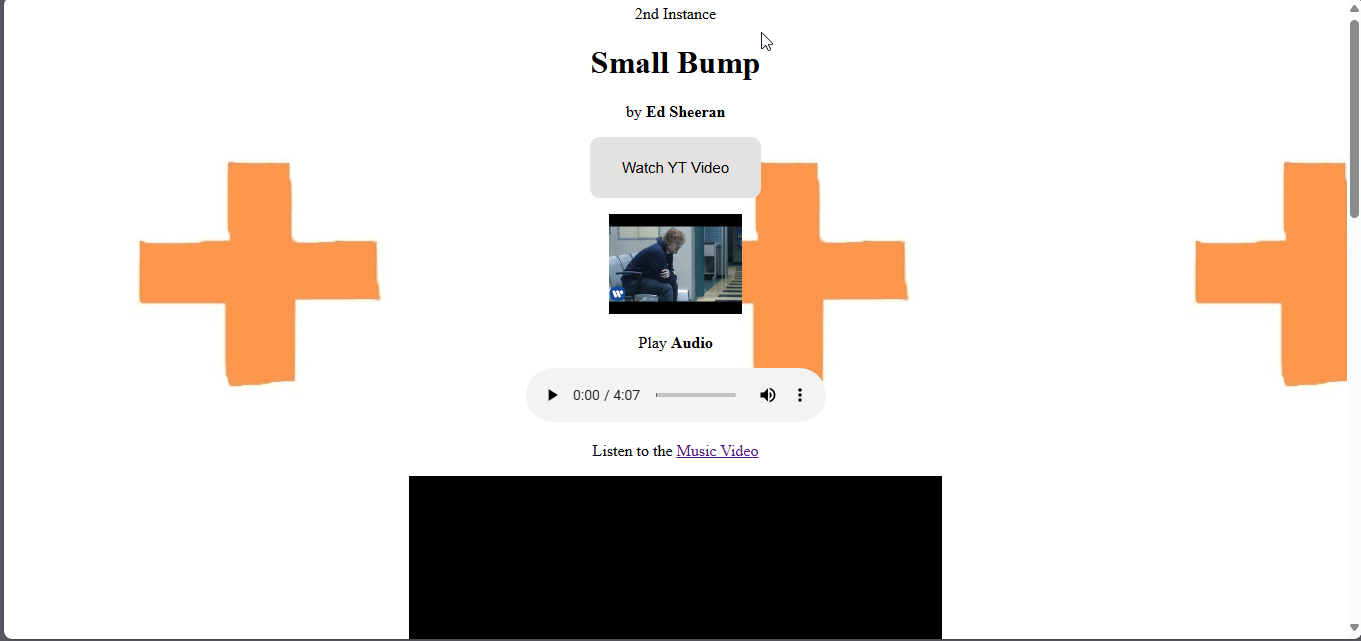 2nd Instance
Small Bump
by Ed Sheeran
Watch YT Video
Play Audio
0:00 / 4:07
Listen to the Music Video